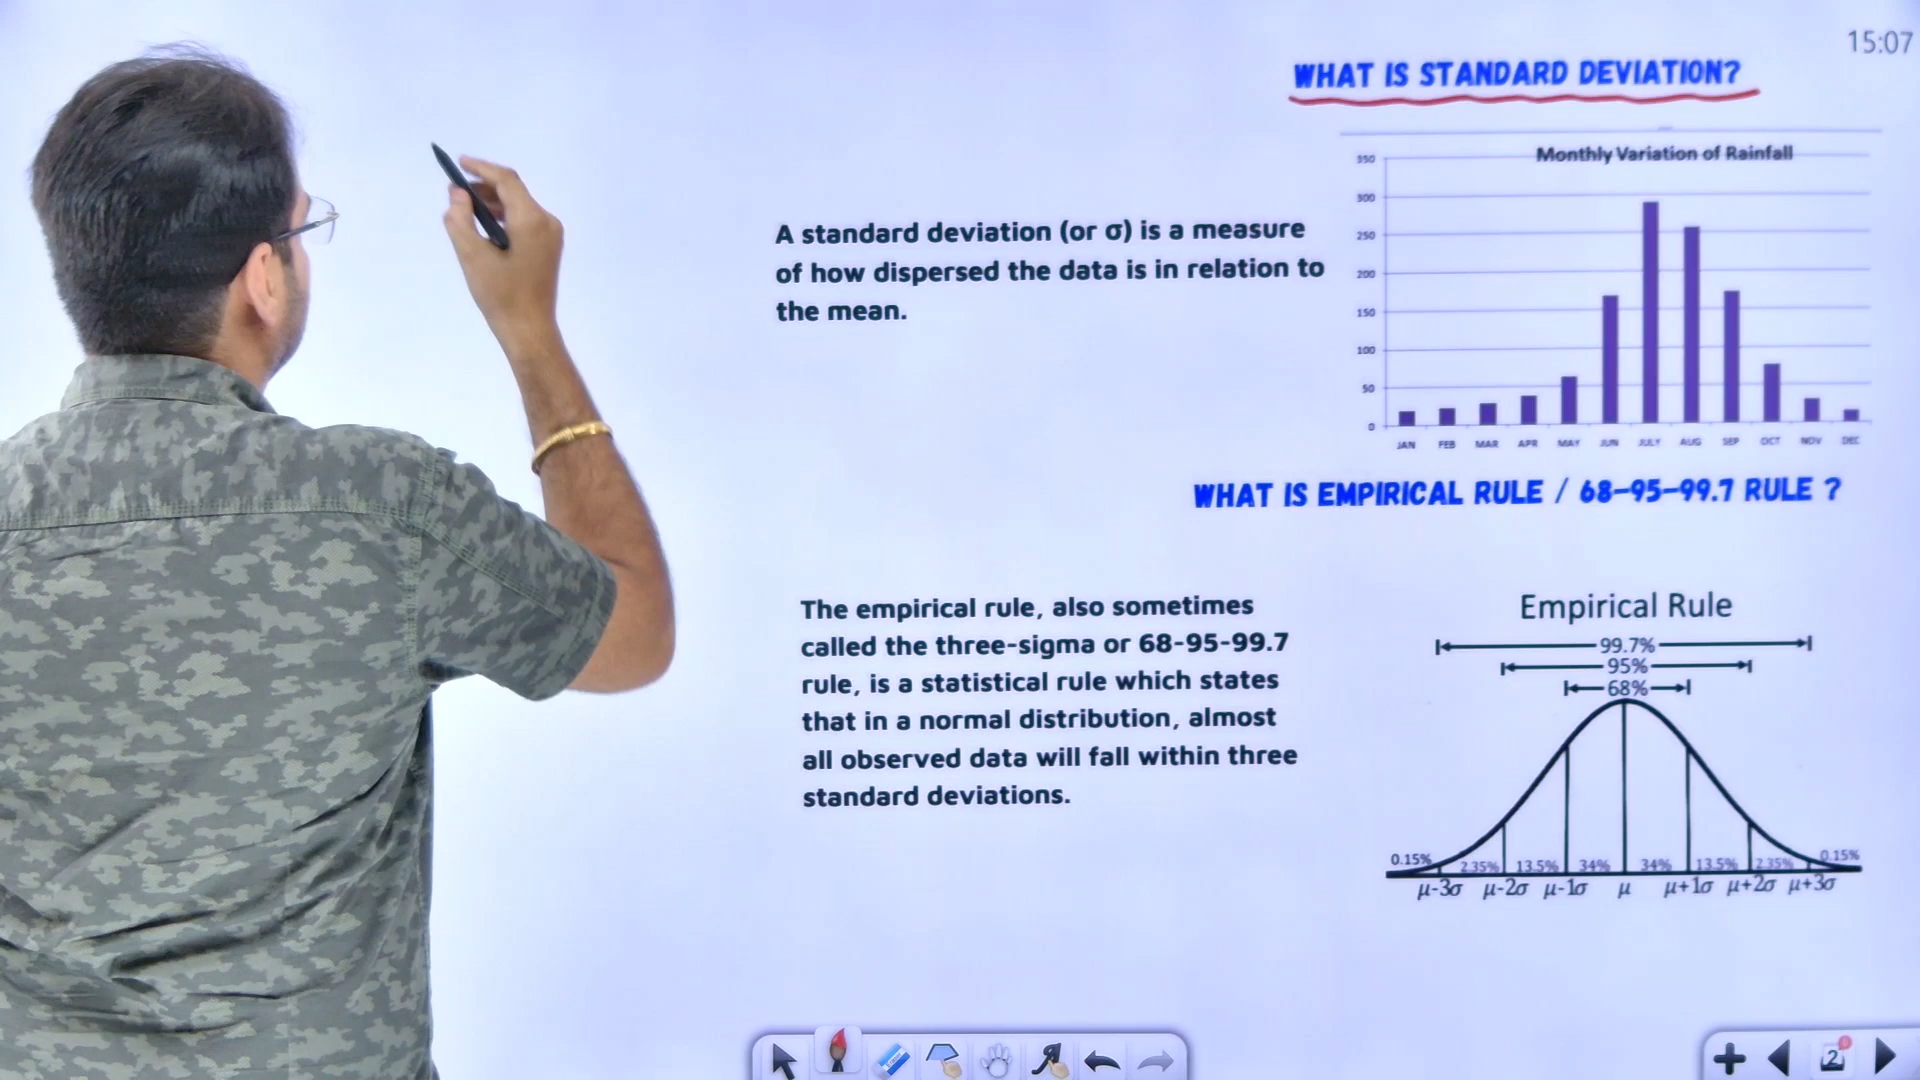 15:07
WHAT IS STANDARD DEVIATION?
Monthly Variation of Rainfall
350
300
250
200
150
100
50
0
JAN FEB MAR APR MAY JUN JULY AUG SEP OCT NOV DEC
A standard deviation (or σ) is a measure
of how dispersed the data is in relation to
the mean.
WHAT IS EMPIRICAL RULE / 68-95-99.7 RULE ?
The empirical rule, also sometimes
called the three-sigma or 68-95-99.7
rule, is a statistical rule which states
that in a normal distribution, almost
all observed data will fall within three
standard deviations.
Empirical Rule
99.7%
95%
68%
0.15% 2.35% 13.5% 34% 34% 13.5% 2.35% 0.15%
μ-3σ μ-2σ μ-1σ μ μ+1σ μ+2σ μ+3σ
2